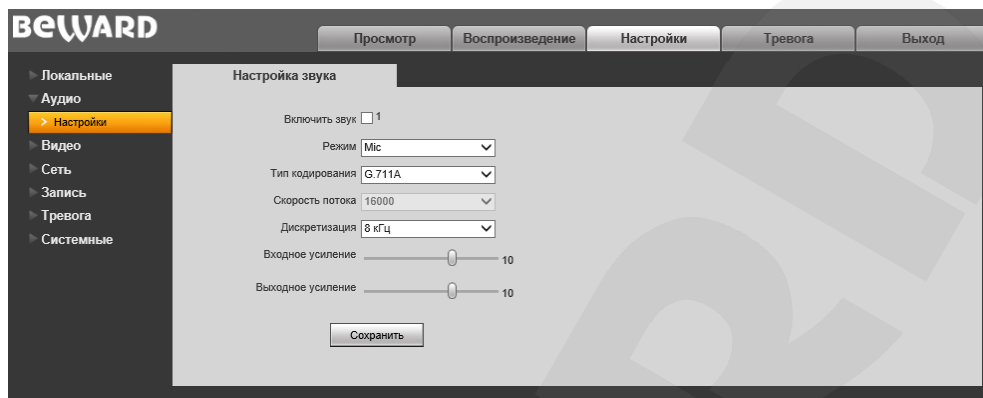 BEWARD
Просмотр
Воспроизведение
Настройки
Тревога
Выход
Локальные
Аудио
> Настройки
Видео
Сеть
Запись
Тревога
Системные
Настройка звука
Включить звук 1
Режим Mic
Тип кодирования G.711A
Скорость потока 16000
Дискретизация 8 кГц
Входное усиление 10
Выходное усиление 10
Сохранить